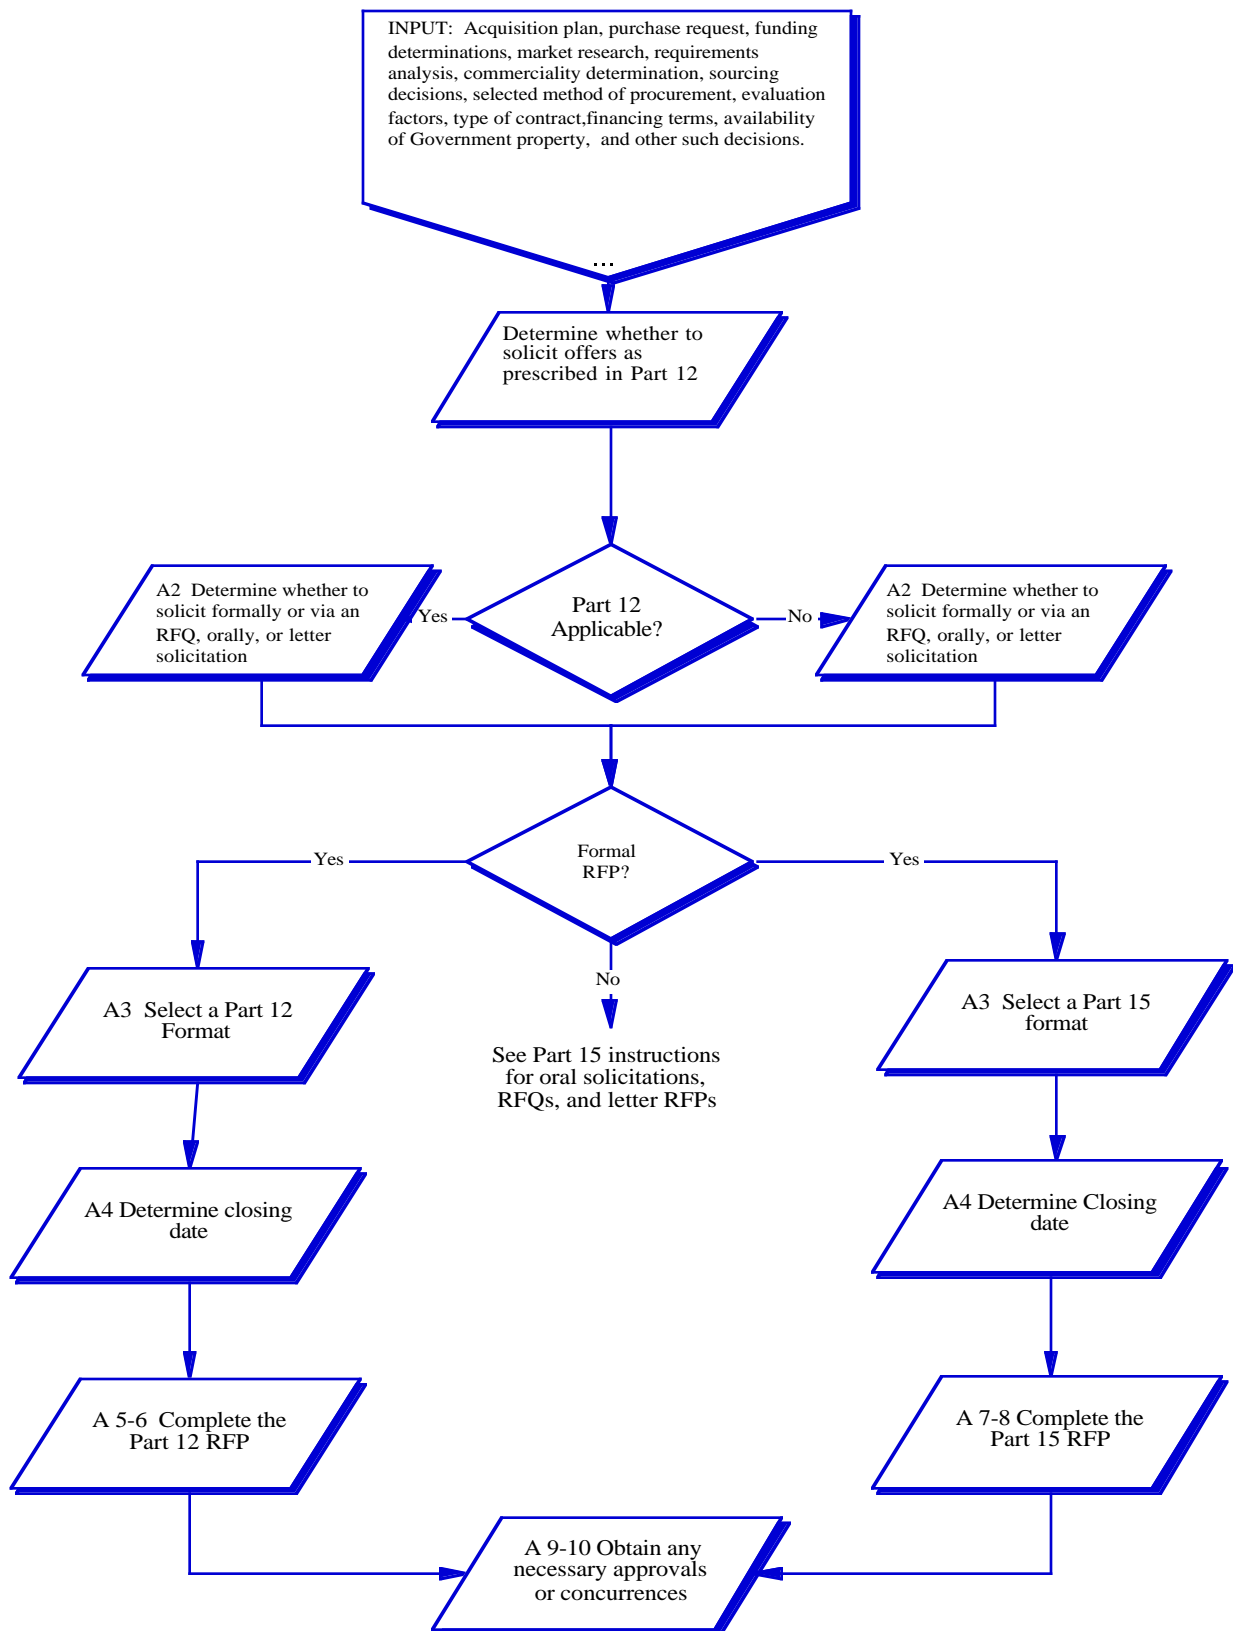 INPUT: Acquisition plan, purchase request, funding
determinations, market research, requirements
analysis, commerciality determination, sourcing
decisions, selected method of procurement, evaluation
factors, type of contract,financing terms, availability
of Government property, and other such decisions.
...
Determine whether to
solicit offers as
prescribed in Part 12
A2 Determine whether to
solicit formally or via an
RFQ, orally, or letter
solicitation
Yes
Part 12
Applicable?
No
A2 Determine whether to
solicit formally or via an
RFQ, orally, or letter
solicitation
Yes
Formal
RFP?
Yes
No
A3 Select a Part 12
Format
See Part 15 instructions
for oral solicitations,
RFQs, and letter RFPs
A3 Select a Part 15
format
A4 Determine closing
date
A4 Determine Closing
date
A 5-6 Complete the
Part 12 RFP
A 7-8 Complete the
Part 15 RFP
A 9-10 Obtain any
necessary approvals
or concurrences